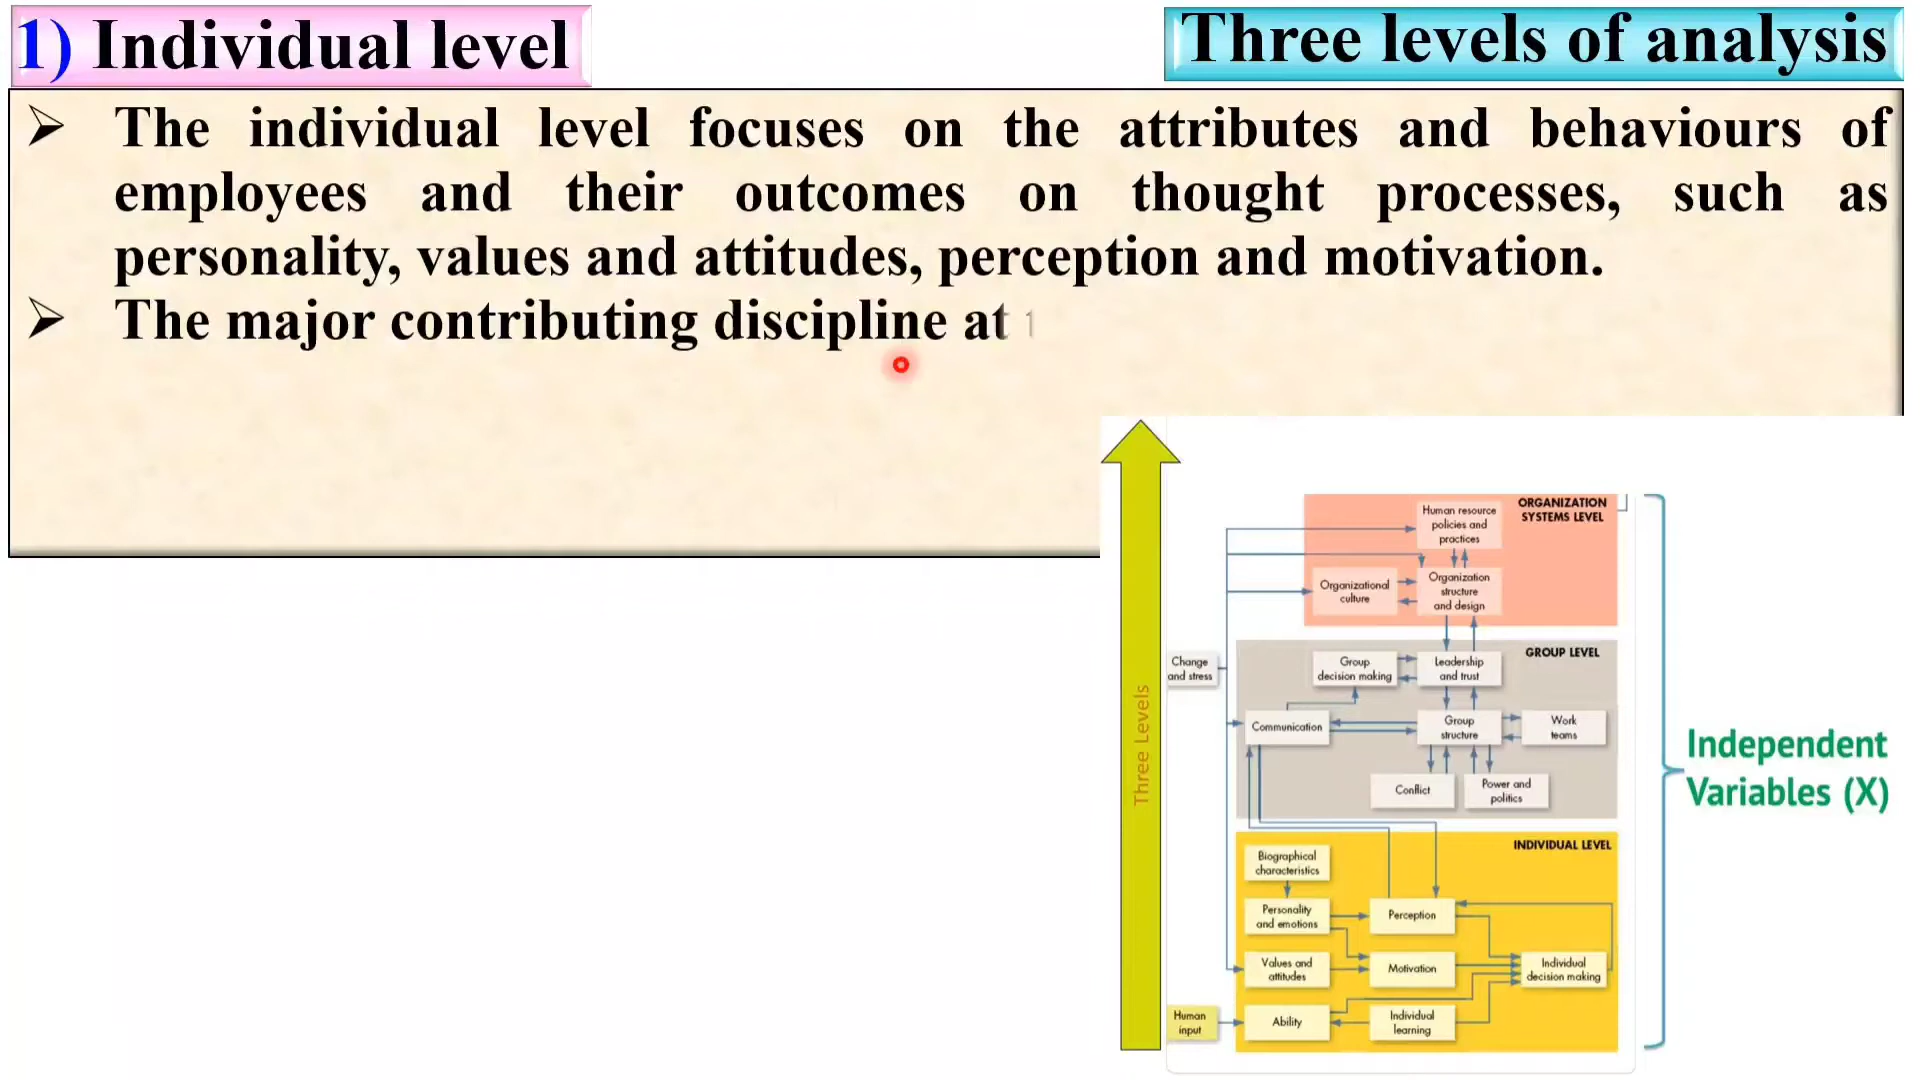 1) Individual level
Three levels of analysis
➢ The individual level focuses on the attributes and behaviours of
employees and their outcomes on thought processes, such as
personality, values and attitudes, perception and motivation.
➢ The major contributing discipline at
Three Levels
ORGANIZATION
SYSTEMS LEVEL
Human resource
policies and
practices
Organizational
culture
Organization
structure
and design
GROUP LEVEL
Change
and stress
Group
decision making
Leadership
and trust
Communication
Group
structure
Work
teams
Conflict
Power and
politics
Independent
Variables (X)
INDIVIDUAL LEVEL
Biographical
characteristics
Personality
and emotions
Perception
Values and
attitudes
Motivation
Individual
decision making
Human
input
Ability
Individual
learning